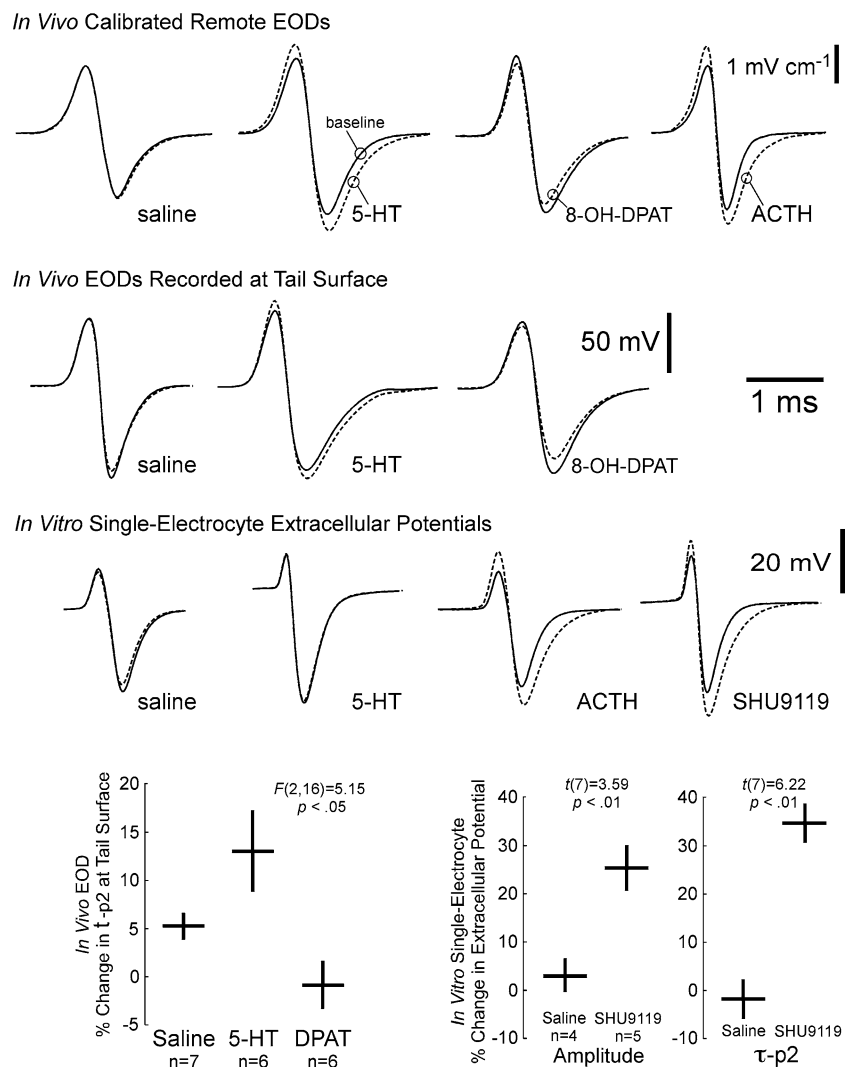 In Vivo Calibrated Remote EODs
1 mV cm-1
baseline
saline
5-HT
8-OH-DPAT
ACTH
In Vivo EODs Recorded at Tail Surface
50 mV
1 ms
saline
5-HT
8-OH-DPAT
In Vitro Single-Electrocyte Extracellular Potentials
20 mV
saline
5-HT
ACTH
SHU9119
In Vivo EOD
% Change in t-p2 at Tail Surface
20
15
10
5
0
-5
F(2,16)=5.15
p < .05
Saline
5-HT
DPAT
n=7
n=6
n=6
In Vitro Single-Electrocyte
% Change in Extracellular Potential
40
30
20
10
0
-10
t(7)=3.59
p < .01
Saline
SHU9119
n=4
n=5
Amplitude
40
30
20
10
0
-10
t(7)=6.22
p < .01
Saline
SHU9119
τ-p2